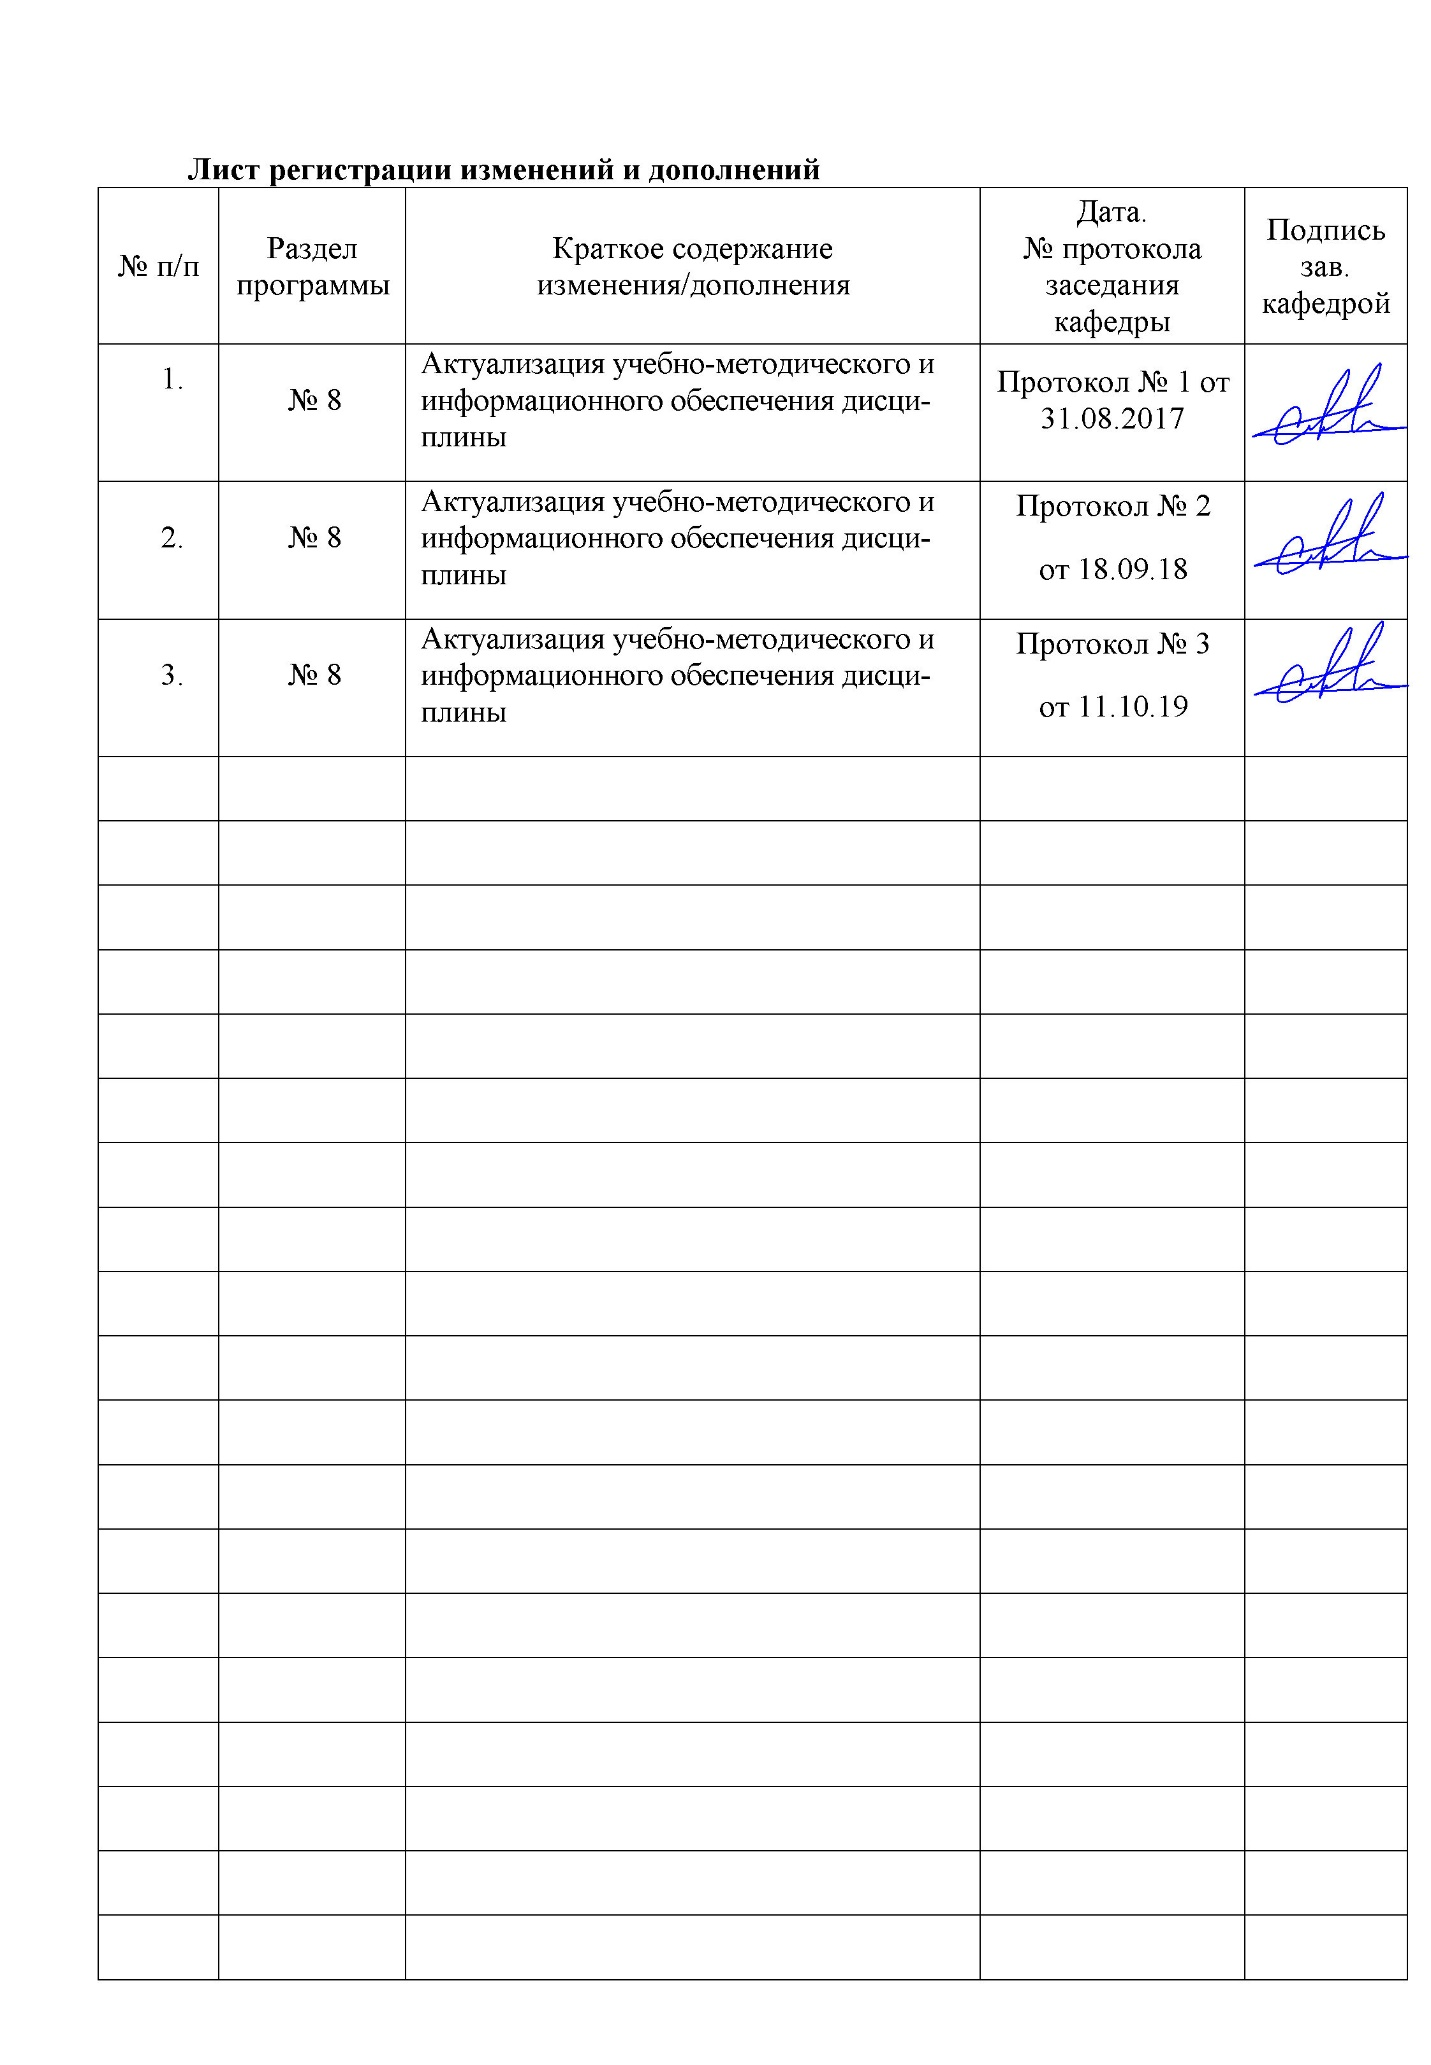 Лист регистрации изменений и дополнений
№ п/п
Раздел
программы
Краткое содержание
изменения/дополнения
Дата.
№ протокола
заседания
кафедры
Подпись
зав.
кафедрой
1.
№ 8
Актуализация учебно-методического и
информационного обеспечения дисци-
плины
Протокол № 1 от
31.08.2017
2.
№ 8
Актуализация учебно-методического и
информационного обеспечения дисци-
плины
Протокол № 2
от 18.09.18
3.
№ 8
Актуализация учебно-методического и
информационного обеспечения дисци-
плины
Протокол № 3
от 11.10.19